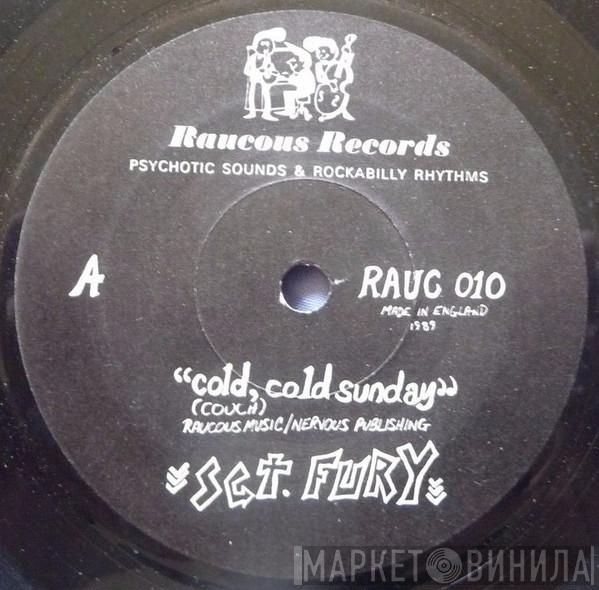 Raucous Records
PSYCHOTIC SOUNDS & ROCKABILLY RHYTHMS
A
RAUC 010
MADE IN ENGLAND
1989
“cold, cold sunday”
(COUCH)
RAUCOUS MUSIC/NERVOUS PUBLISHING
SGT. FURY
МАРКЕТ ВИНИЛА